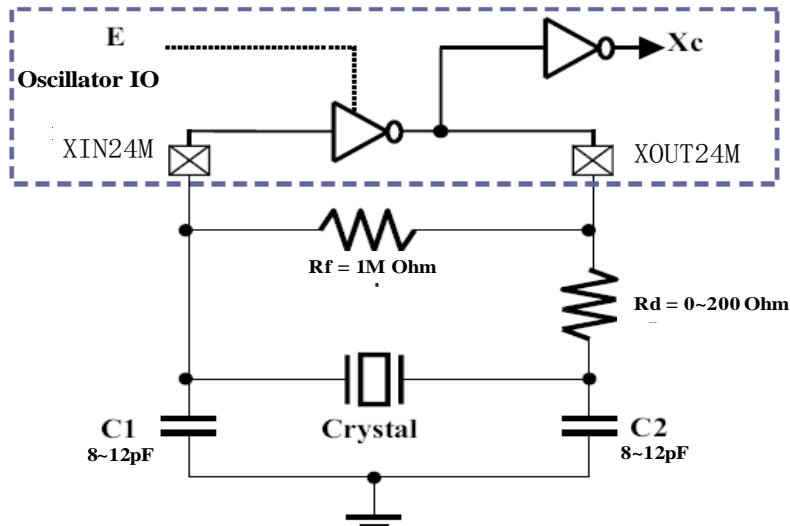 E
Xc
Oscillator IO
XIN24M
XOUT24M
Rf = 1M Ohm
Rd = 0~200 Ohm
C1
8~12pF
Crystal
C2
8~12pF